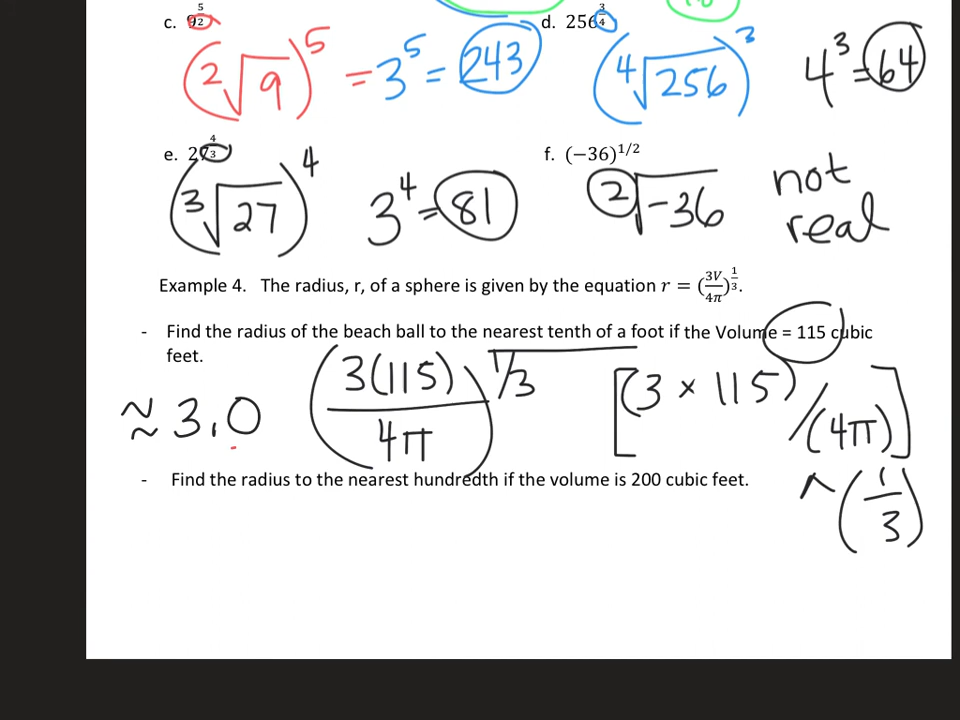 c. 9^(5/2) d. 256^(3/4)
(²√9)⁵ = 3⁵ = 243 (⁴√256)³ 4³ = 64
e. 27^(4/3) f. (−36)^(1/2)
(³√27)⁴ 3⁴ = 81 ²√-36 not
real
Example 4. The radius, r, of a sphere is given by the equation r = (3V/4π)^(1/3).
- Find the radius of the beach ball to the nearest tenth of a foot if the Volume = 115 cubic
feet.
≈ 3.0 (3(115)/4π)^(1/3) [(3 × 115)/(4π)]
^(1/3)
- Find the radius to the nearest hundredth if the volume is 200 cubic feet.